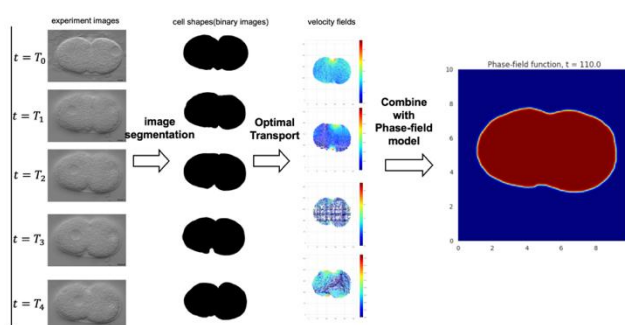 experiment images
cell shapes(binary images)
velocity fields
t = T₀
t = T₁
t = T₂
t = T₃
t = T₄
image
segmentation
Optimal
Transport
Combine
with
Phase-field
model
Phase-field function, t = 110.0
10
8
6
4
2
0
0
2
4
6
8